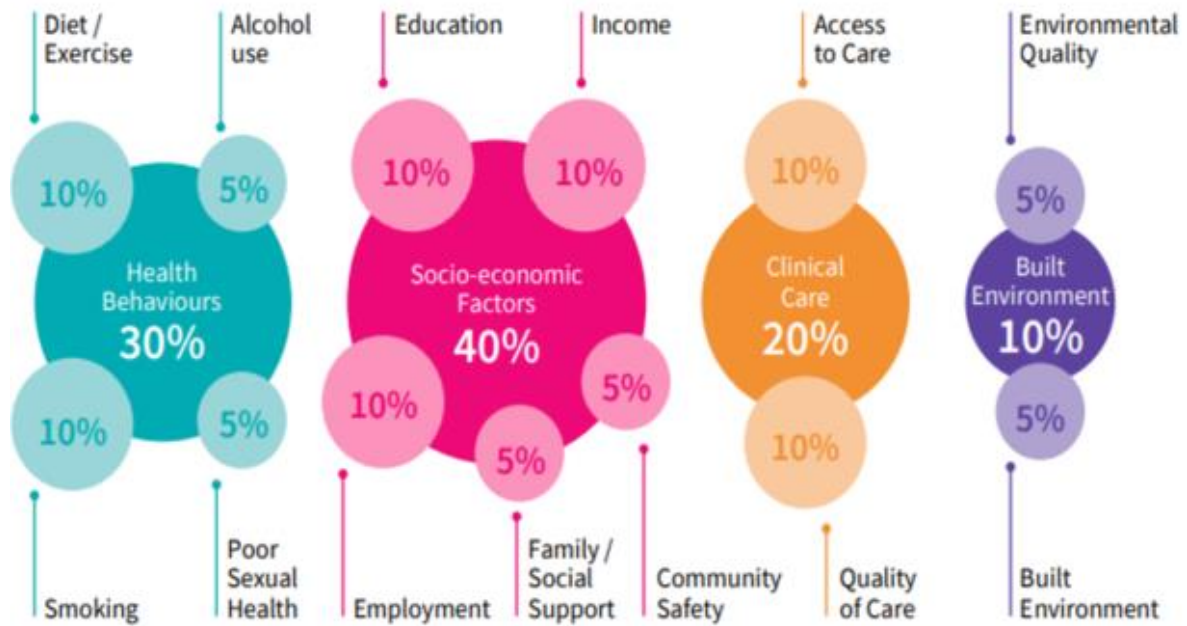 Diet /
Exercise
Alcohol
use
Education
Income
Access
to Care
Environmental
Quality
10%
5%
10%
10%
10%
5%
Health
Behaviours
30%
Socio-economic
Factors
40%
Clinical
Care
20%
Built
Environment
10%
10%
5%
10%
5%
5%
10%
5%
Smoking
Poor
Sexual
Health
Employment
Family /
Social
Support
Community
Safety
Quality
of Care
Built
Environment